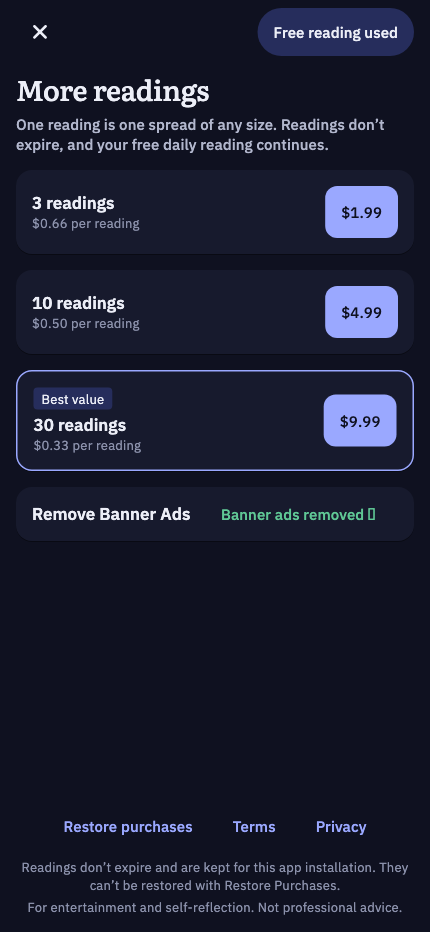 Free reading used
More readings
One reading is one spread of any size. Readings don’t
expire, and your free daily reading continues.
3 readings
$0.66 per reading
$1.99
10 readings
$0.50 per reading
$4.99
Best value
30 readings
$0.33 per reading
$9.99
Remove Banner Ads
Banner ads removed
Restore purchases
Terms
Privacy
Readings don’t expire and are kept for this app installation. They
can’t be restored with Restore Purchases.
For entertainment and self-reflection. Not professional advice.